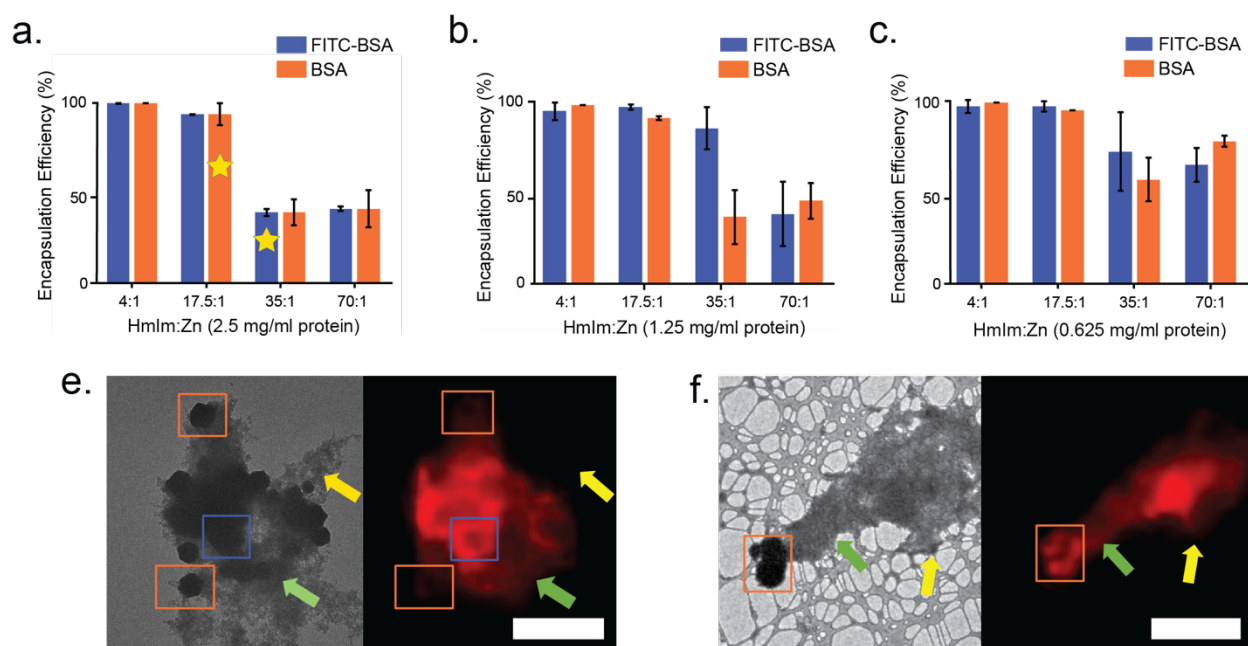 a.
FITC-BSA
BSA
Encapsulation Efficiency (%)
100
50
0
4:1 17.5:1 35:1 70:1
HmIm:Zn (2.5 mg/ml protein)
b.
FITC-BSA
BSA
Encapsulation Efficiency (%)
100
50
0
4:1 17.5:1 35:1 70:1
HmIm:Zn (1.25 mg/ml protein)
c.
FITC-BSA
BSA
Encapsulation Efficiency (%)
100
50
0
4:1 17.5:1 35:1 70:1
HmIm:Zn (0.625 mg/ml protein)
e.
f.